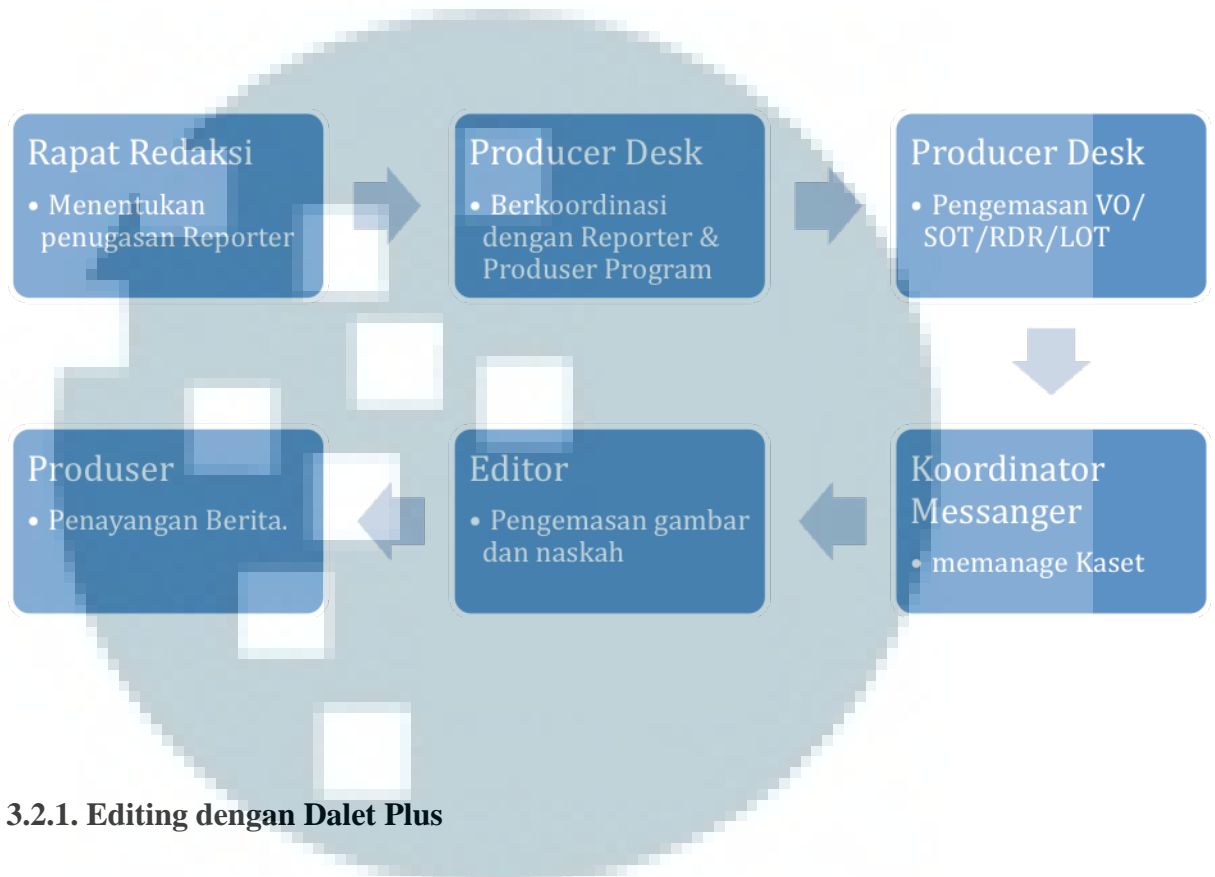 Rapat Redaksi
• Menentukan
penugasan Reporter
Producer Desk
• Berkoordinasi
dengan Reporter &
Produser Program
Producer Desk
• Pengemasan VO/
SOT/RDR/LOT
Koordinator
Messanger
• memanage Kaset
Editor
• Pengemasan gambar
dan naskah
Produser
• Penayangan Berita.
3.2.1. Editing dengan Dalet Plus